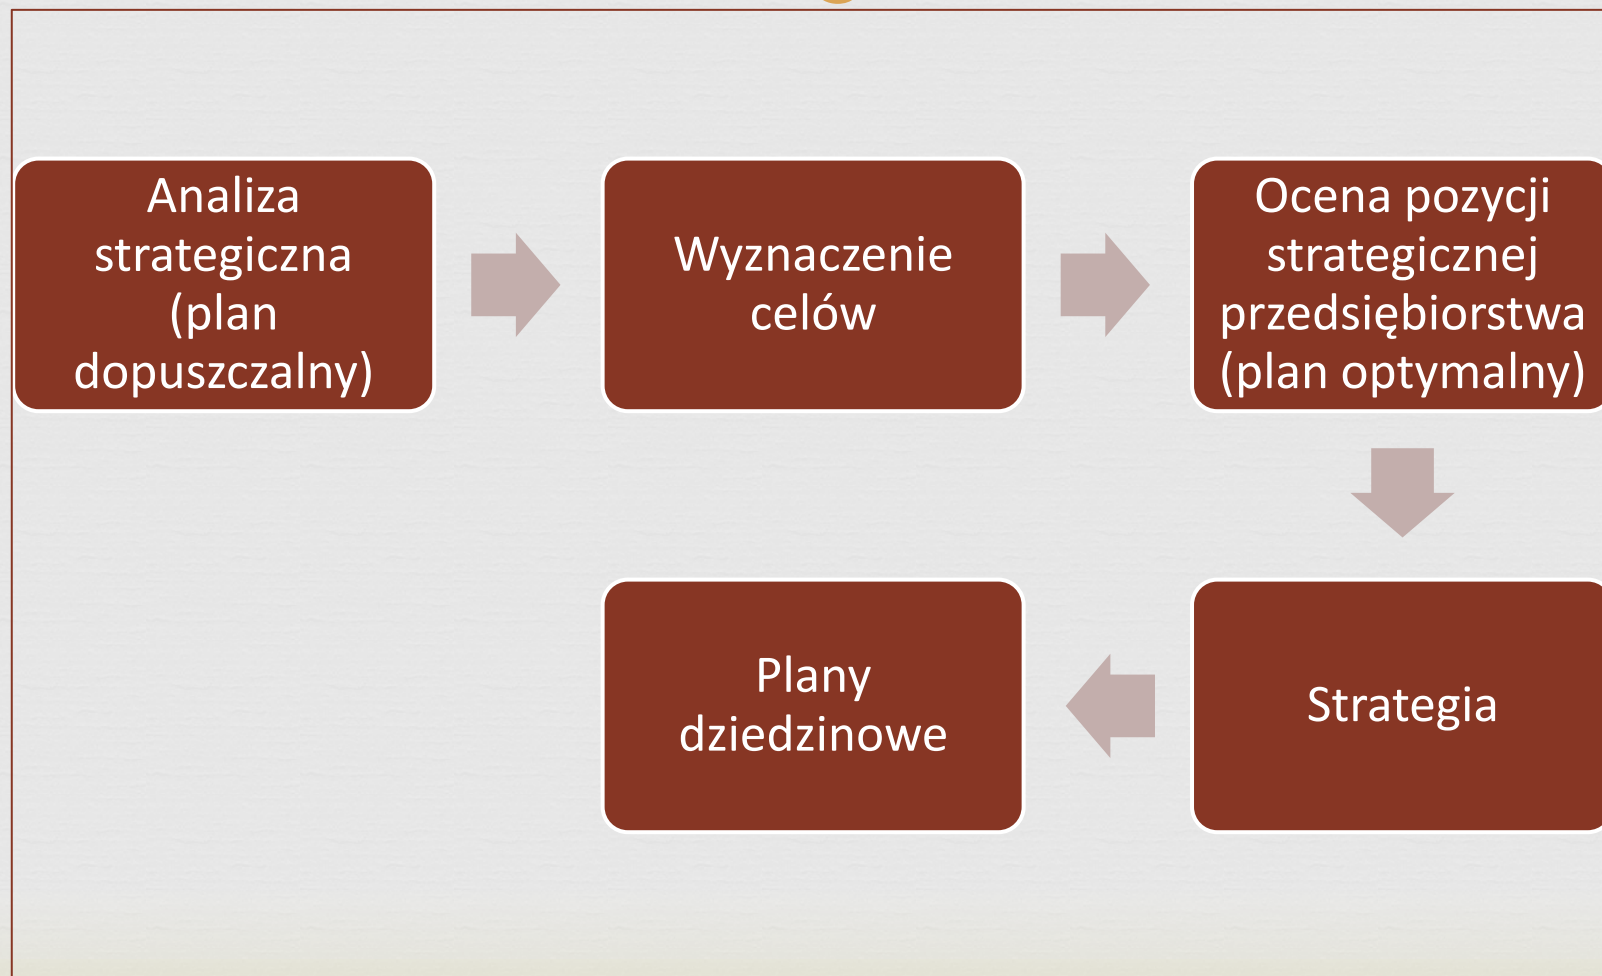 Analiza
strategiczna
(plan
dopuszczalny)
Wyznaczenie
celów
Ocena pozycji
strategicznej
przedsiębiorstwa
(plan optymalny)
Strategia
Plany
dziedzinowe